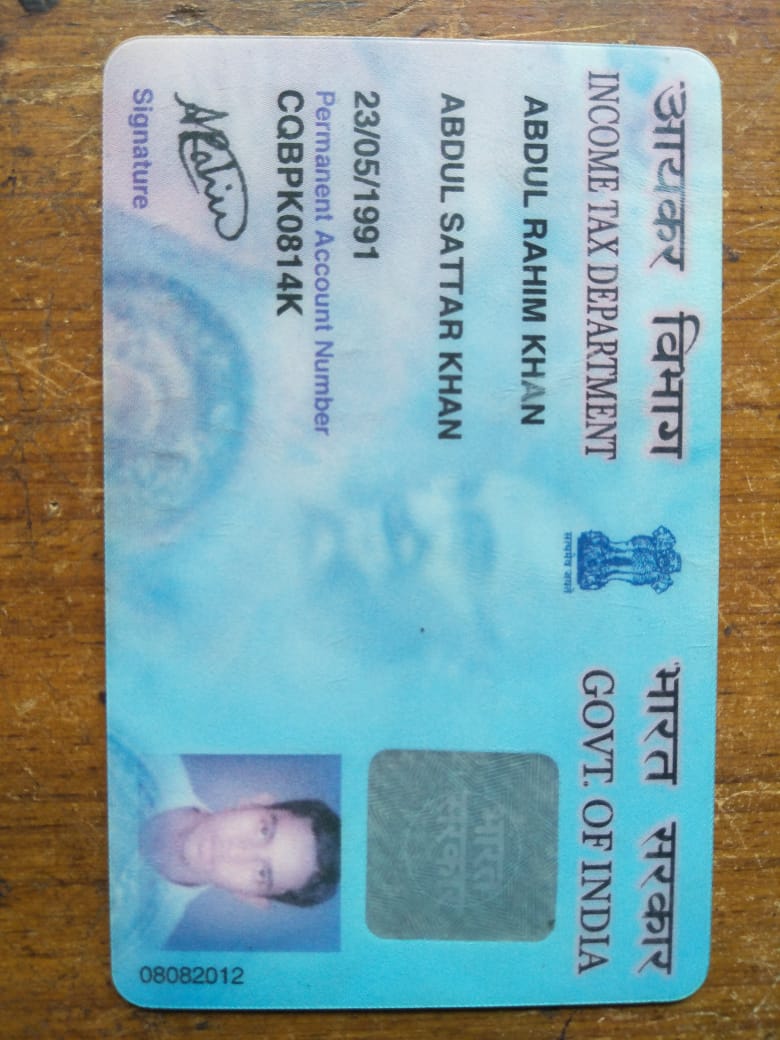 आयकर विभाग
INCOME TAX DEPARTMENT
सत्यमेव जयते
भारत सरकार
GOVT. OF INDIA
ABDUL RAHIM KHAN
ABDUL SATTAR KHAN
23/05/1991
Permanent Account Number
CQBPK0814K
ARahim
Signature
भारत
सरकार
08082012